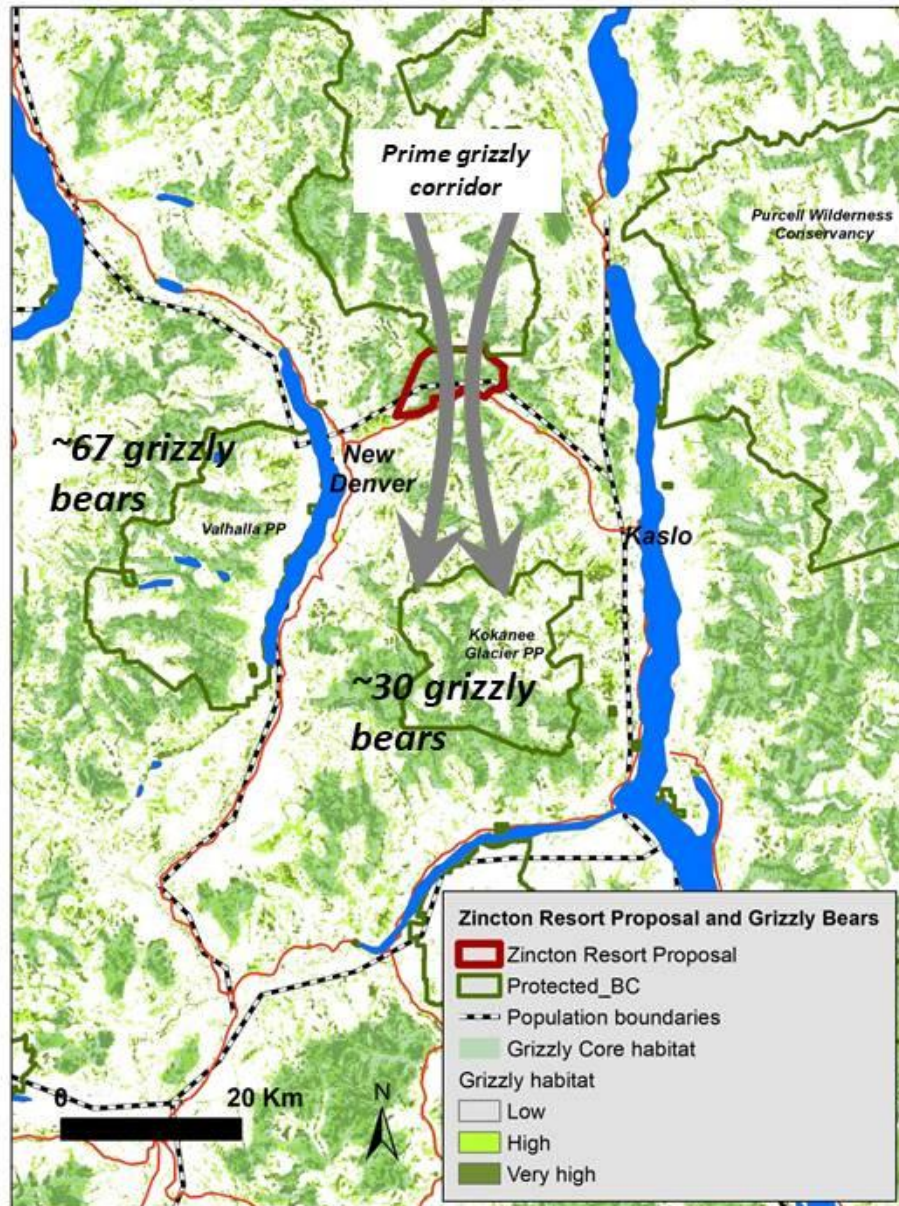 Prime grizzly
corridor
Purcell Wilderness
Conservancy
~67 grizzly
bears
New
Denver
Valhalla PP
Kaslo
Kokanee
Glacier PP
~30 grizzly
bears
Zincton Resort Proposal and Grizzly Bears
Zincton Resort Proposal
Protected_BC
Population boundaries
Grizzly Core habitat
Grizzly habitat
Low
High
Very high
0 20 Km
N